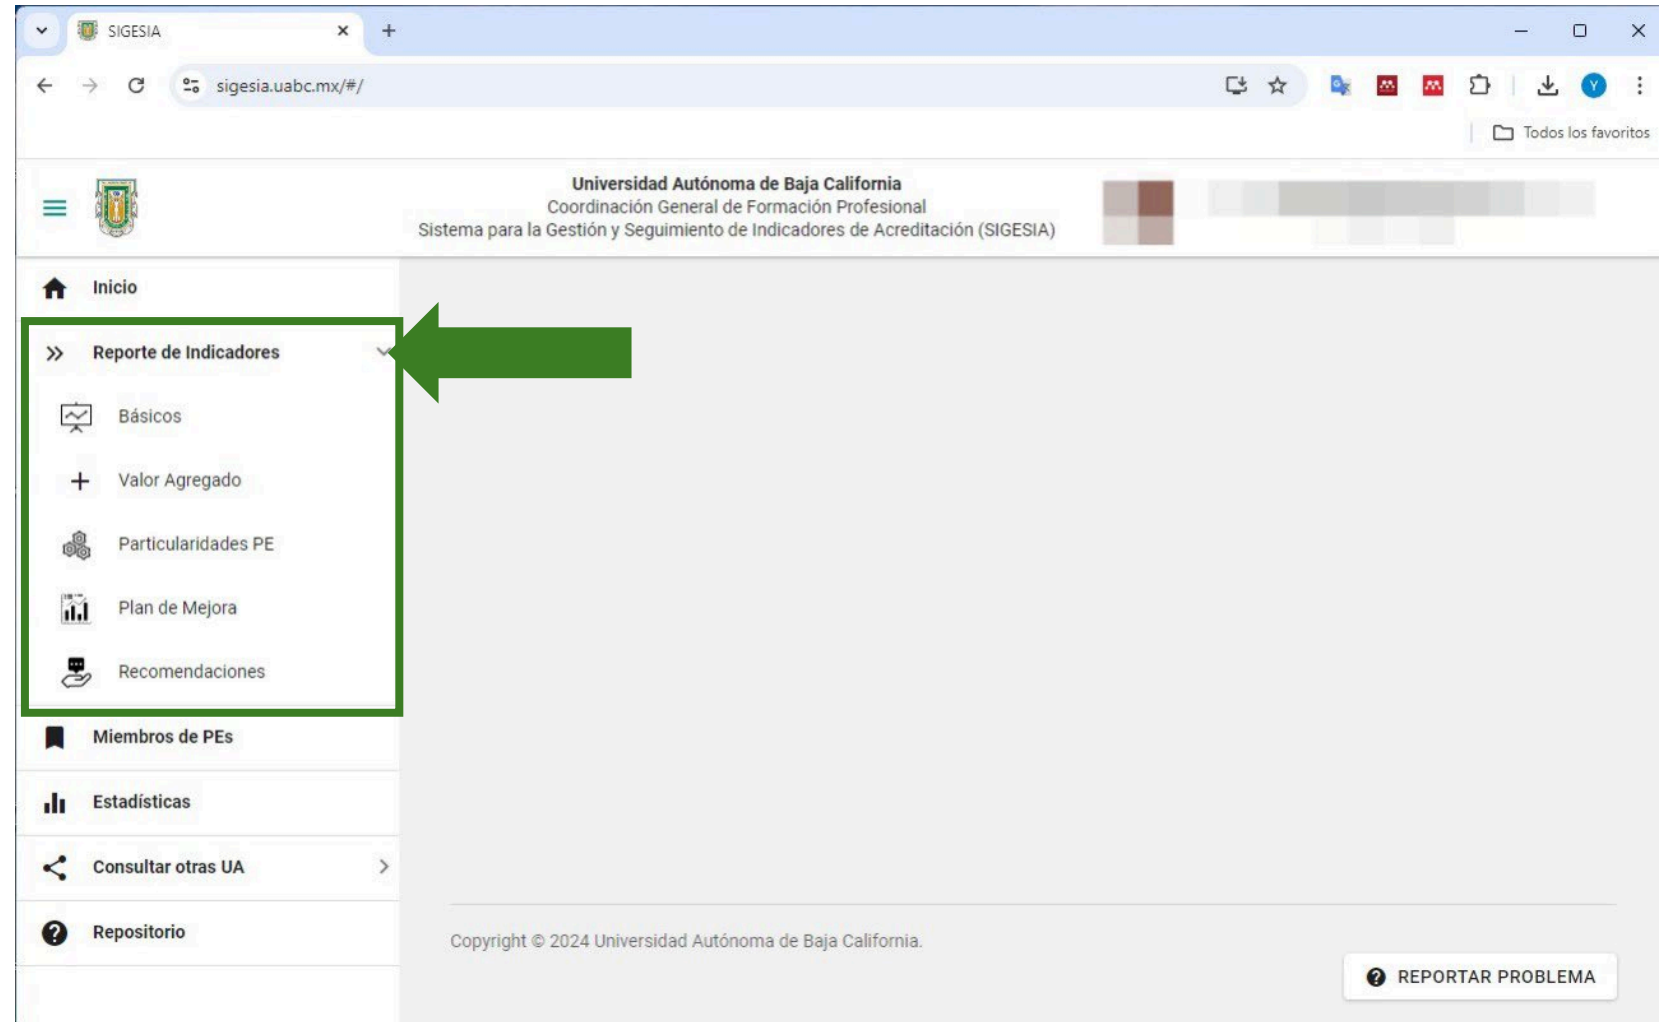 SIGESIA
sigesia.uabc.mx/#/
Y
Todos los favoritos
Universidad Autónoma de Baja California
Coordinación General de Formación Profesional
Sistema para la Gestión y Seguimiento de Indicadores de Acreditación (SIGESIA)
Inicio
Reporte de Indicadores
Básicos
Valor Agregado
Particularidades PE
Plan de Mejora
Recomendaciones
Miembros de PEs
Estadísticas
Consultar otras UA
Repositorio
Copyright © 2024 Universidad Autónoma de Baja California.
REPORTAR PROBLEMA